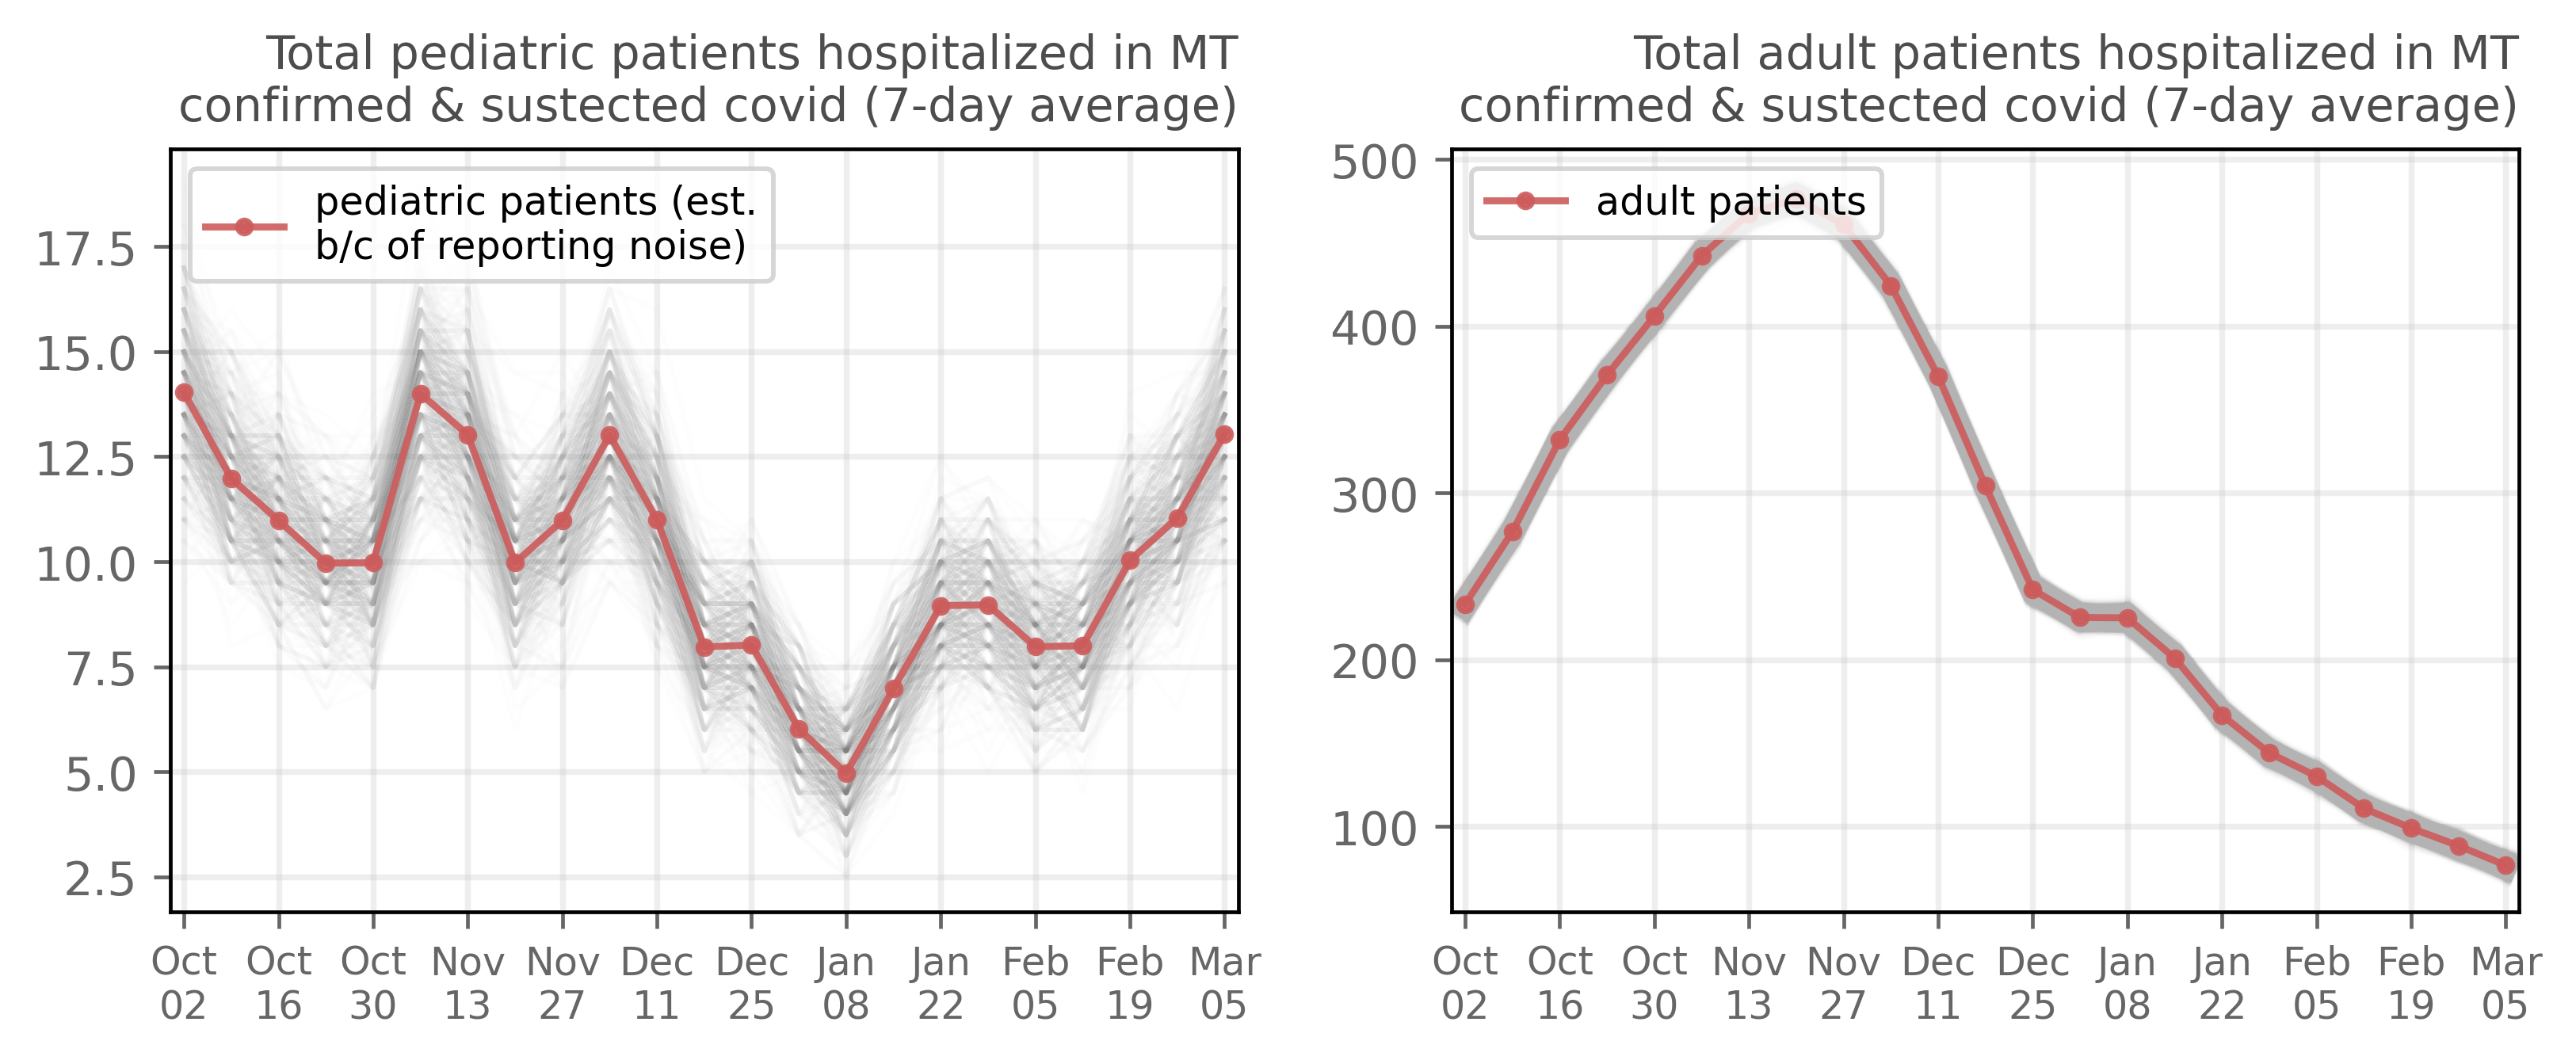 Total pediatric patients hospitalized in MT
confirmed & sustected covid (7-day average)
pediatric patients (est.
b/c of reporting noise)
17.5
15.0
12.5
10.0
7.5
5.0
2.5
Oct Oct Oct Nov Nov Dec Dec Jan Jan Feb Feb Mar
02 16 30 13 27 11 25 08 22 05 19 05
Total adult patients hospitalized in MT
confirmed & sustected covid (7-day average)
adult patients
500
400
300
200
100
Oct Oct Oct Nov Nov Dec Dec Jan Jan Feb Feb Mar
02 16 30 13 27 11 25 08 22 05 19 05